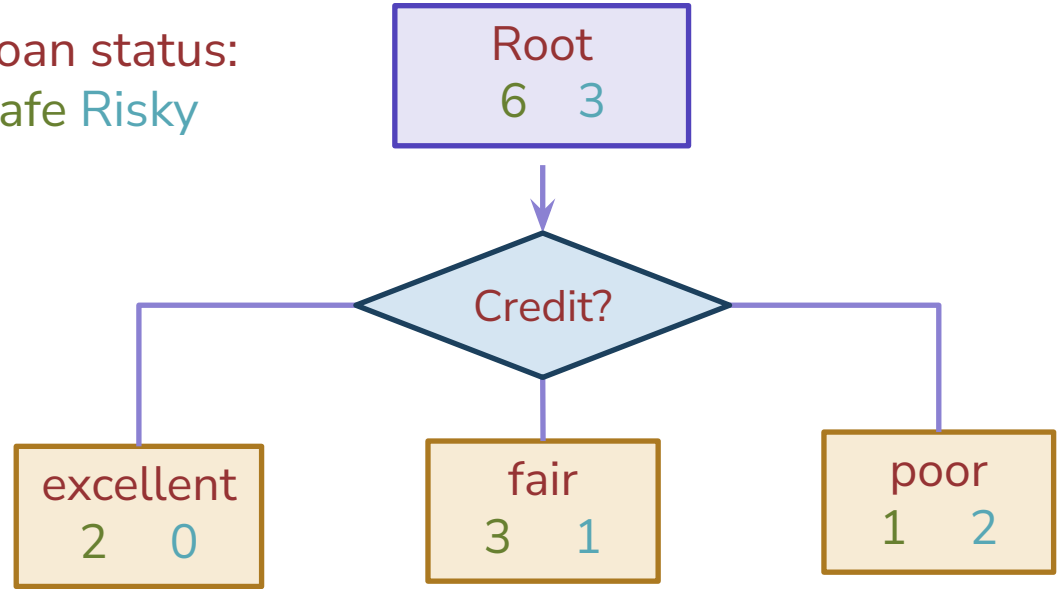 oan status:
afe Risky
Root
6 3
Credit?
excellent
2 0
fair
3 1
poor
1 2